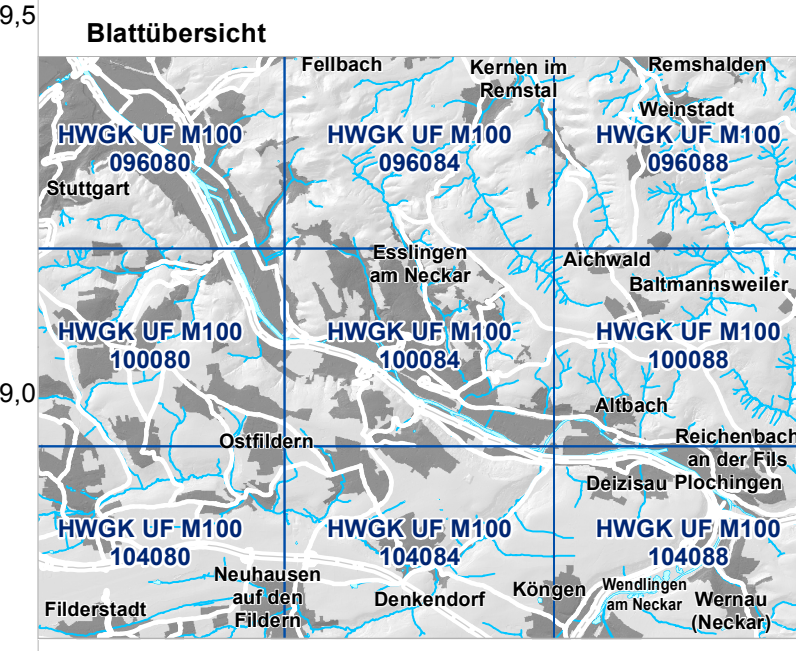 9,5
Blattübersicht
Fellbach
Kernen im
Remstal
Remshalden
Weinstadt
HWGK UF M100
096080
HWGK UF M100
096084
HWGK UF M100
096088
Stuttgart
Esslingen
am Neckar
Aichwald
Baltmannsweiler
HWGK UF M100
100080
HWGK UF M100
100084
HWGK UF M100
100088
9,0
Altbach
Ostfildern
Reichenbach
an der Fils
Deizisau
Plochingen
HWGK UF M100
104080
HWGK UF M100
104084
HWGK UF M100
104088
Neuhausen
auf den
Fildern
Filderstadt
Denkendorf
Köngen
Wendlingen
am Neckar
Wernau
(Neckar)